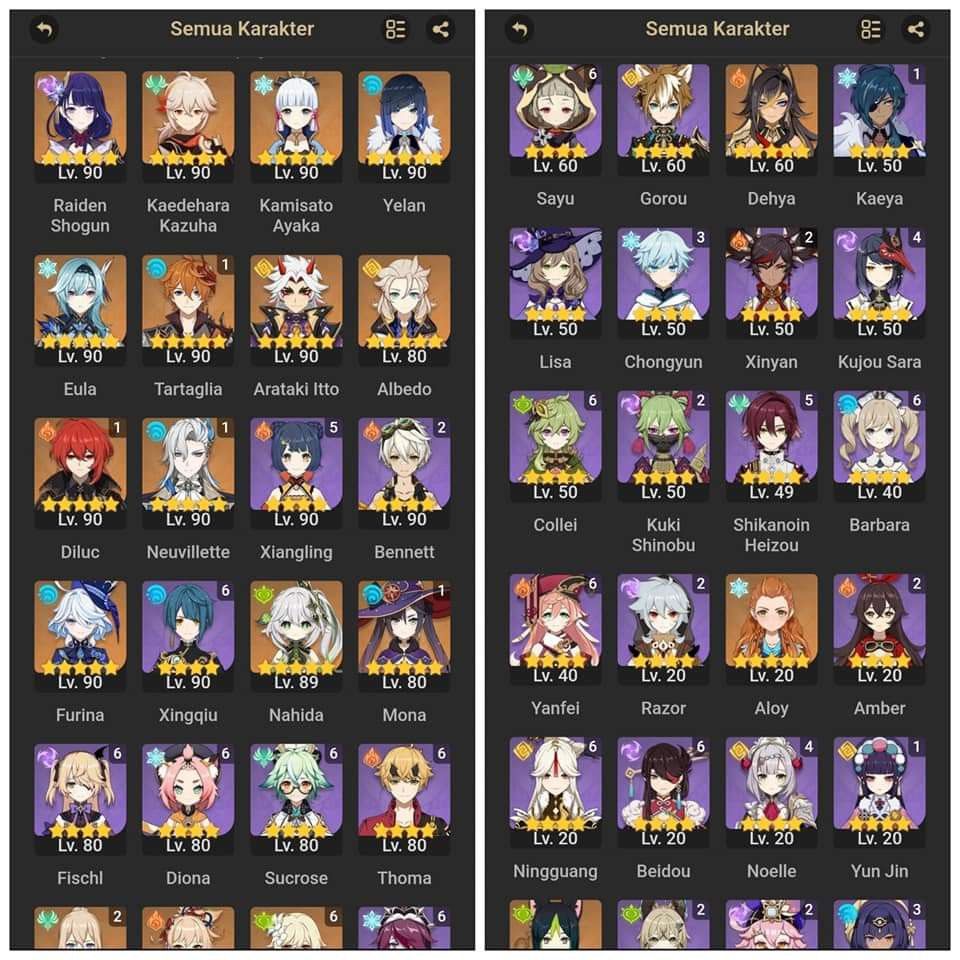 Semua Karakter
Lv. 90 Lv. 90 Lv. 90 Lv. 90
Raiden Shogun
Kaedehara Kazuha
Kamisato Ayaka
Yelan
1
Lv. 90 Lv. 90 Lv. 90 Lv. 80
Eula Tartaglia Arataki Itto Albedo
1 1 5 2
Lv. 90 Lv. 90 Lv. 90 Lv. 90
Diluc Neuvillette Xiangling Bennett
6 1
Lv. 90 Lv. 90 Lv. 89 Lv. 80
Furina Xingqiu Nahida Mona
6 6 6 6
Lv. 80 Lv. 80 Lv. 80 Lv. 80
Fischl Diona Sucrose Thoma
2 6 6
Semua Karakter
6 1
Lv. 60 Lv. 60 Lv. 60 Lv. 50
Sayu Gorou Dehya Kaeya
3 2 4
Lv. 50 Lv. 50 Lv. 50 Lv. 50
Lisa Chongyun Xinyan Kujou Sara
6 2 5 6
Lv. 50 Lv. 50 Lv. 49 Lv. 40
Collei
Kuki Shinobu
Shikanoin Heizou
Barbara
6 2 2
Lv. 40 Lv. 20 Lv. 20 Lv. 20
Yanfei Razor Aloy Amber
6 6 4 1
Lv. 20 Lv. 20 Lv. 20 Lv. 20
Ningguang Beidou Noelle Yun Jin
2 2 3